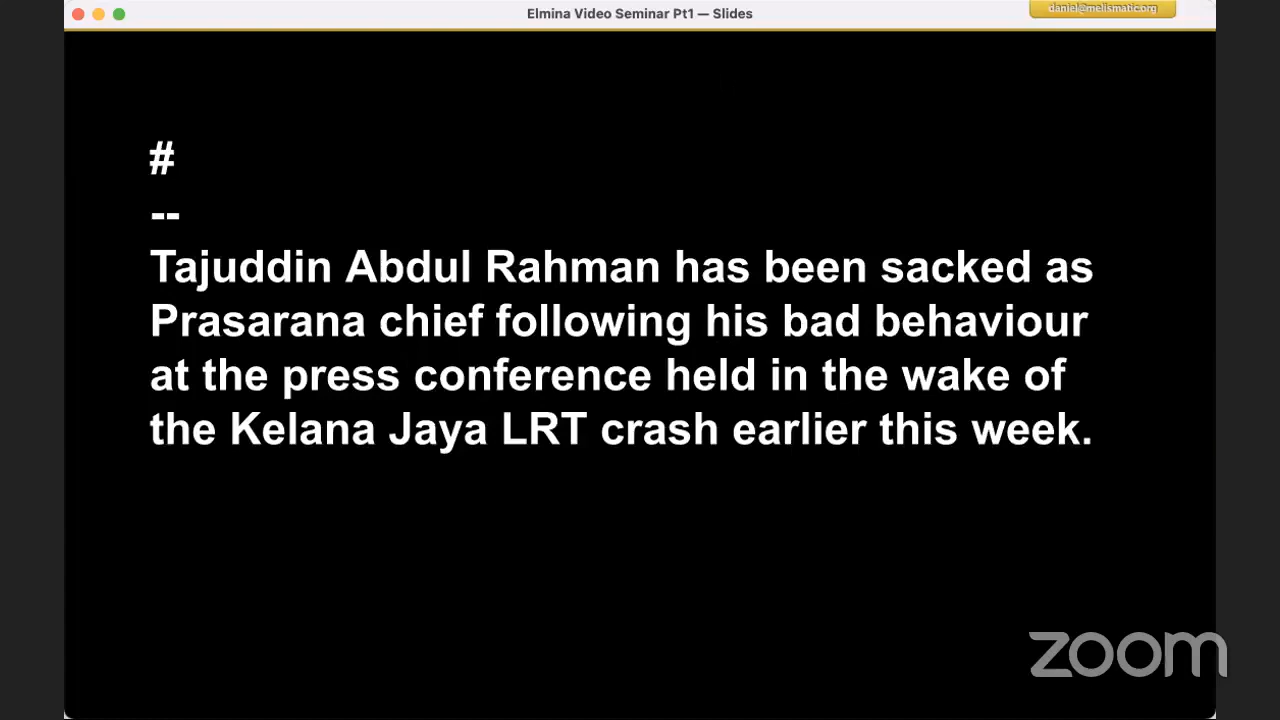 Elmina Video Seminar Pt1 — Slides
daniel@melismatic.org
#
--
Tajuddin Abdul Rahman has been sacked as
Prasarana chief following his bad behaviour
at the press conference held in the wake of
the Kelana Jaya LRT crash earlier this week.
zoom